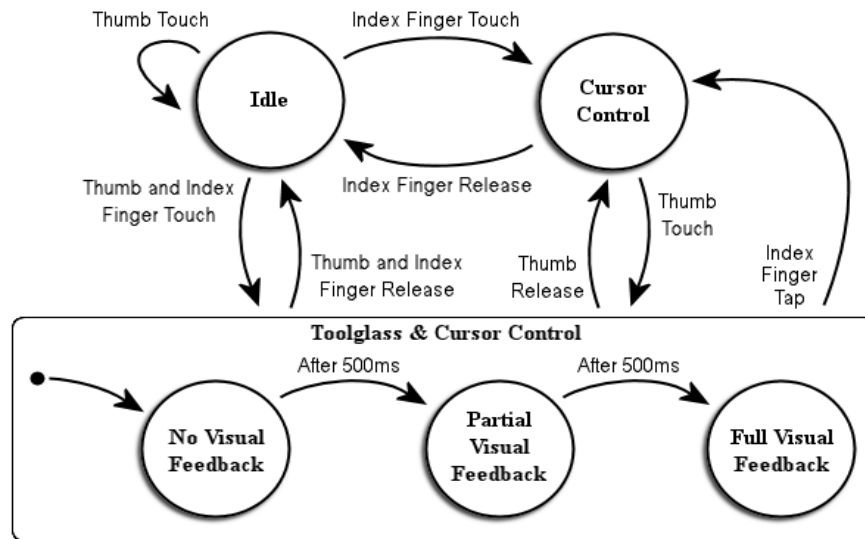 Thumb Touch
Index Finger Touch
Idle
Cursor
Control
Index Finger Release
Thumb and Index
Finger Touch
Thumb and Index
Finger Release
Thumb
Release
Thumb
Touch
Index
Finger
Tap
Toolglass & Cursor Control
After 500ms
After 500ms
No Visual
Feedback
Partial
Visual
Feedback
Full Visual
Feedback